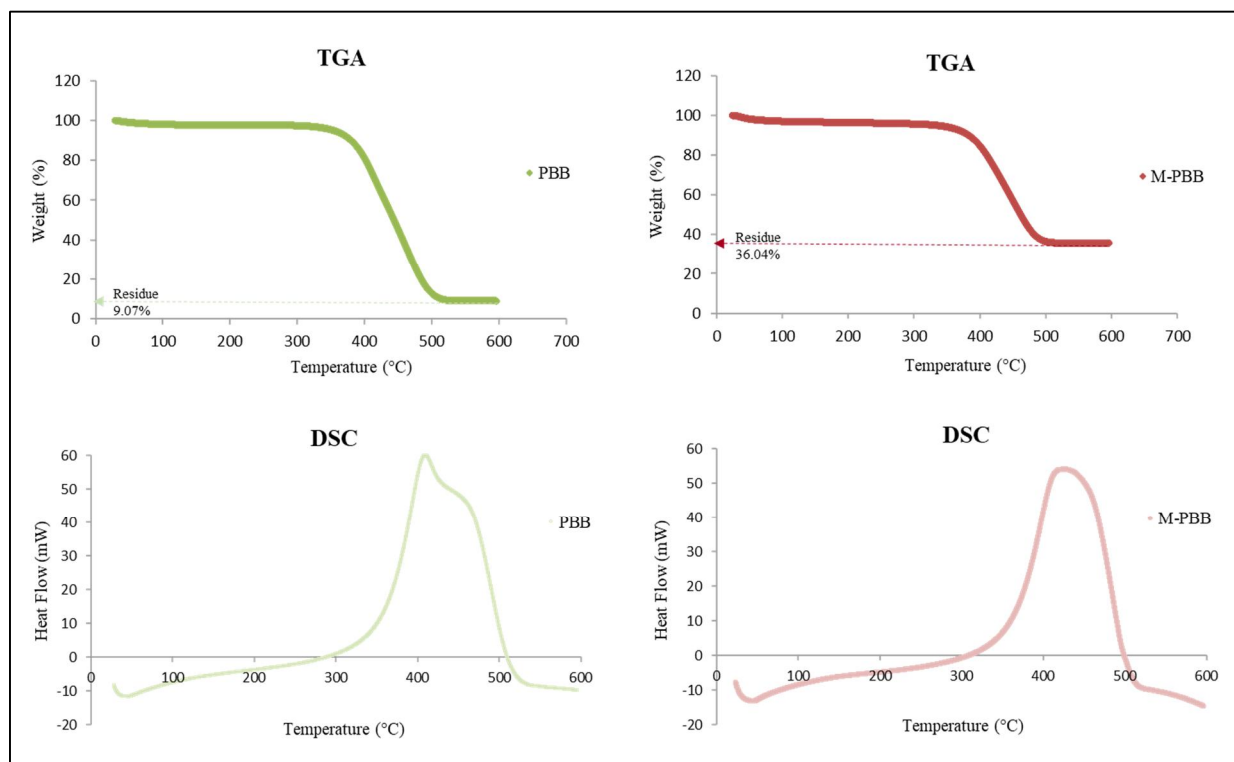 TGA
120
100
80
60
40
20
0
Weight (%)
Residue
9.07%
0 100 200 300 400 500 600 700
Temperature (°C)
PBB
TGA
120
100
80
60
40
20
0
Weight (%)
Residue
36.04%
0 100 200 300 400 500 600 700
Temperature (°C)
M-PBB
DSC
60
50
40
30
20
10
0
-10
-20
Heat Flow (mW)
0 100 200 300 400 500 600
Temperature (°C)
PBB
DSC
60
50
40
30
20
10
0
-10
-20
Heat Flow (mW)
0 100 200 300 400 500 600
Temperature (°C)
M-PBB